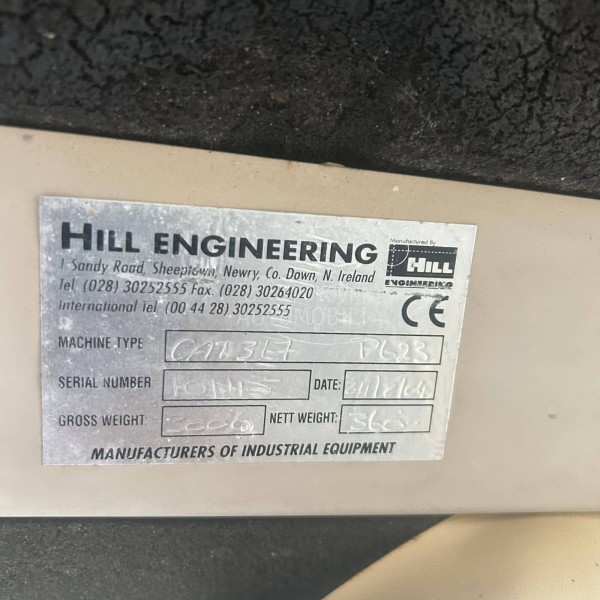 HILL ENGINEERING
Manufactured By
HILL
ENGINEERING
1 Sandy Road, Sheeptown, Newry, Co. Down, N. Ireland
Tel (028) 30252555 Fax. (028) 30264020
International Tel (00 44 28) 30252555
CE
MACHINE TYPE
SERIAL NUMBER DATE:
GROSS WEIGHT NETT WEIGHT:
MANUFACTURERS OF INDUSTRIAL EQUIPMENT